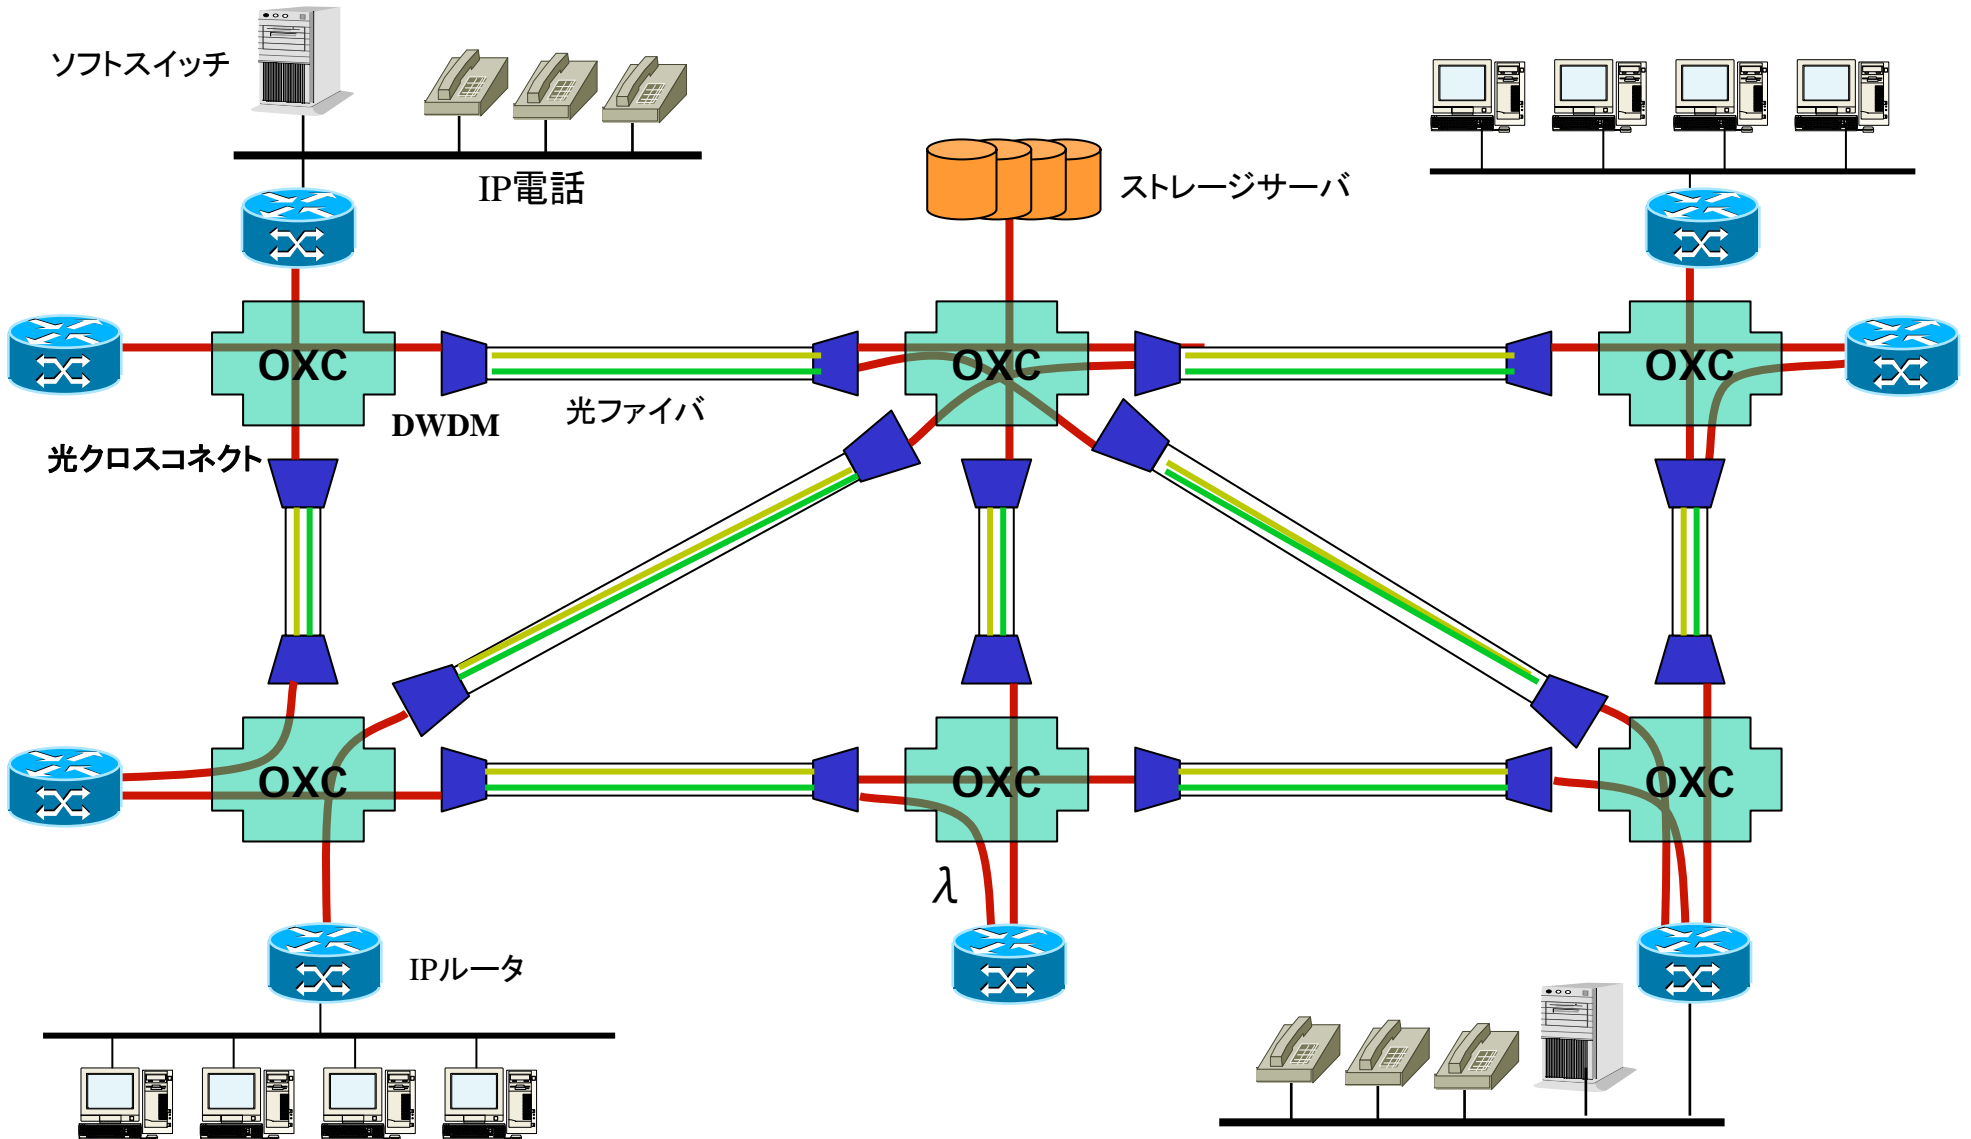 ソフトスイッチ
IP電話
ストレージサーバ
OXC
OXC
OXC
DWDM
光ファイバ
光クロスコネクト
OXC
OXC
OXC
λ
IPルータ